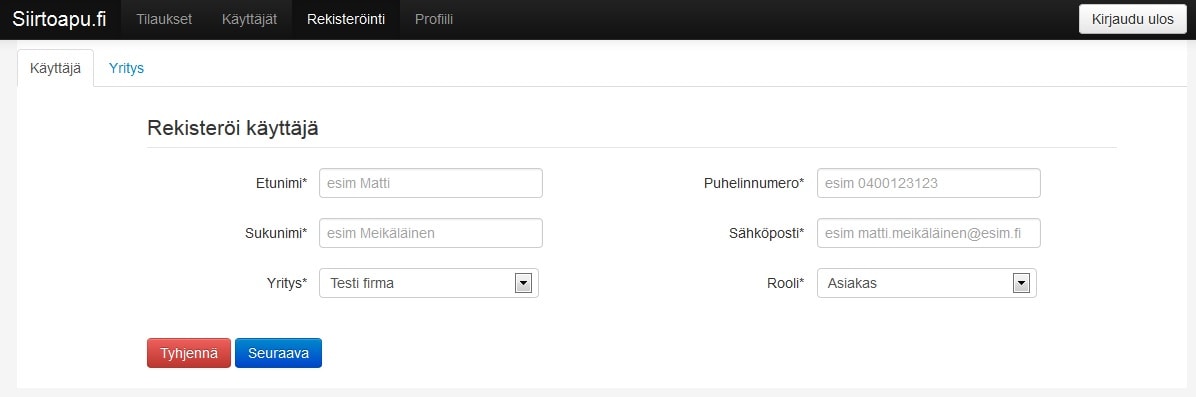 Siirtoapu.fi Tilaukset Käyttäjät Rekisteröinti Profiili Kirjaudu ulos
Käyttäjä Yritys
Rekisteröi käyttäjä
Etunimi* esim Matti Puhelinnumero* esim 0400123123
Sukunimi* esim Meikäläinen Sähköposti* esim matti.meikäläinen@esim.fi
Yritys* Testi firma Rooli* Asiakas
Tyhjennä Seuraava